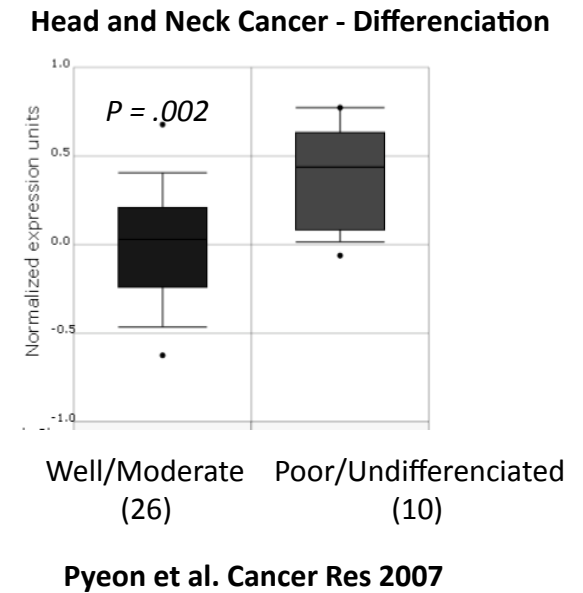 Head and Neck Cancer - Differenciation
1.0
P = .002
0.5
0.0
-0.5
-1.0
Normalized expression units
Well/Moderate Poor/Undifferenciated
(26) (10)
Pyeon et al. Cancer Res 2007